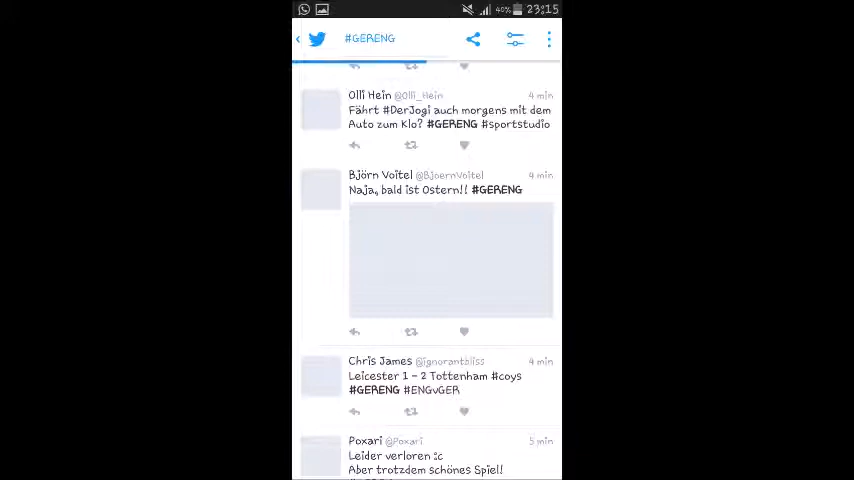 40% 23:15
#GERENG
Olli Hein @Olli_Hein 4 min
Fährt #DerJogi auch morgens mit dem
Auto zum Klo? #GERENG #sportstudio
Björn Voitel @BjoernVoitel 4 min
Naja, bald ist Ostern!! #GERENG
Chris James @ignorantbliss 4 min
Leicester 1 - 2 Tottenham #coys
#GERENG #ENGvGER
Poxari @Poxari 5 min
Leider verloren :c
Aber trotzdem schönes Spiel!